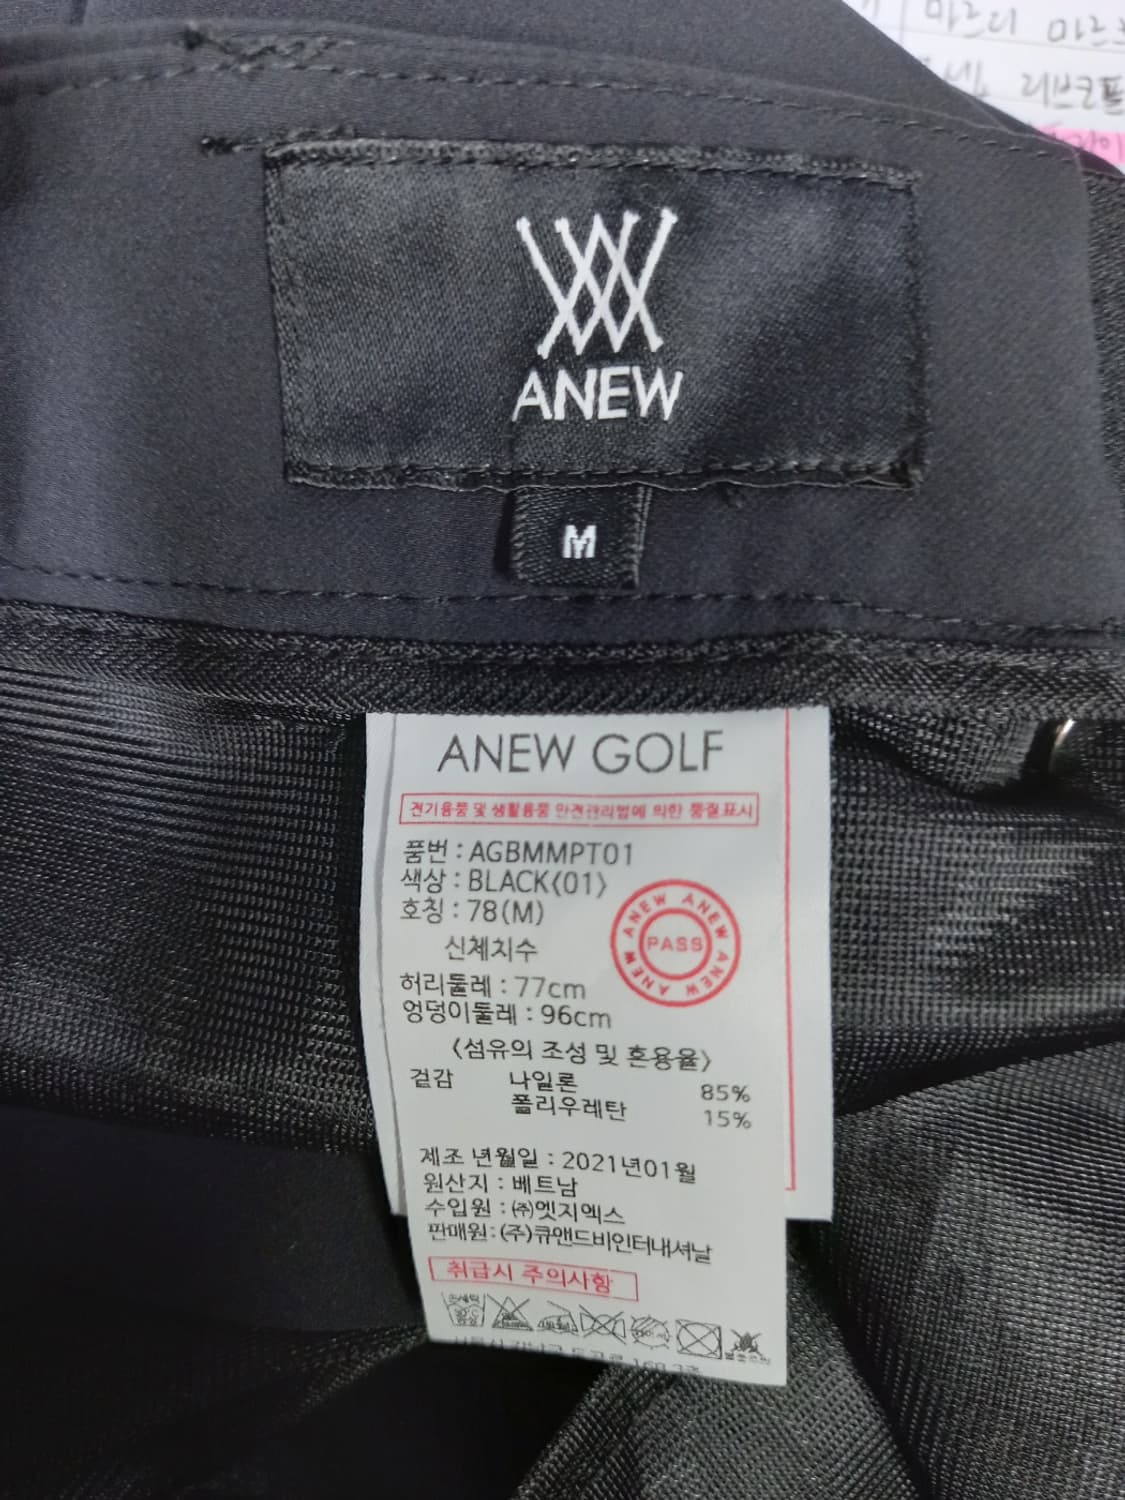 마르디
ANEW
M
ANEW GOLF
전기용품 및 생활용품 안전관리법에 의한 품질표시
품번 : AGBMMPT01
색상 : BLACK(01)
호칭 : 78(M)
ANEW ANEW ANEW ANEW
PASS
신체치수
허리둘레 : 77cm
엉덩이둘레 : 96cm
<섬유의 조성 및 혼용율>
겉감 나일론 85%
폴리우레탄 15%
제조 년월일 : 2021년01월
원산지 : 베트남
수입원 : ㈜엣지엑스
판매원 : (주)큐앤드비인터내셔날
취급시 주의사항